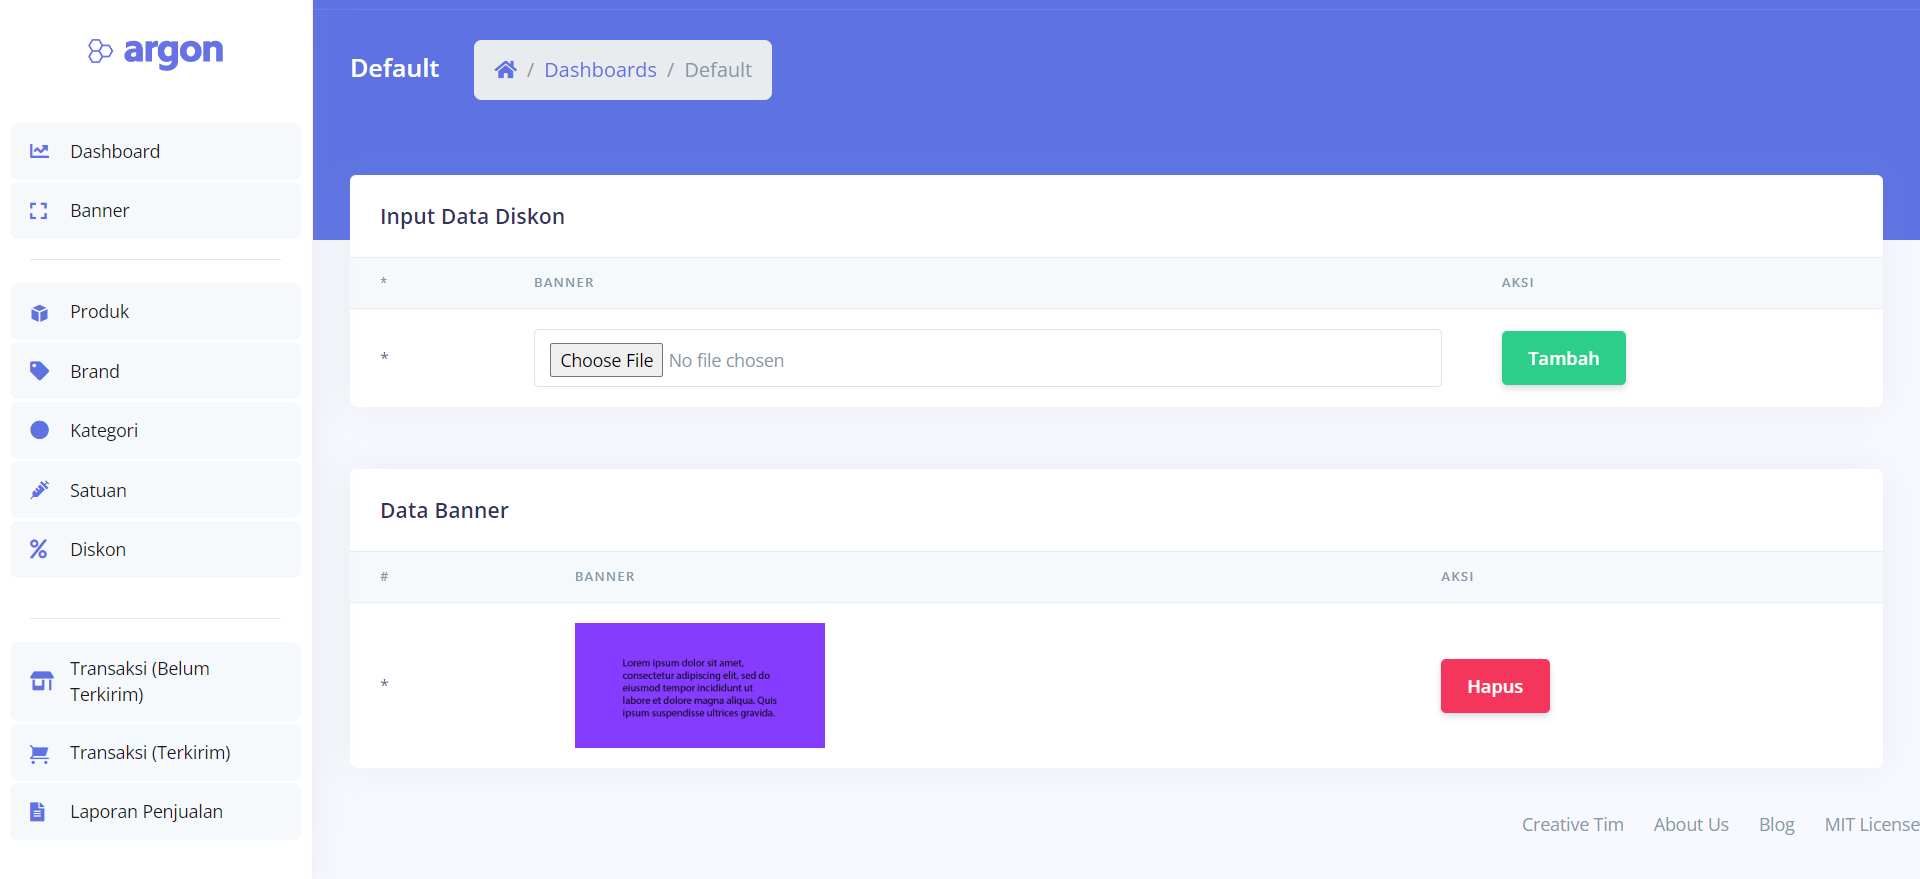 argon
Dashboard
Banner
Produk
Brand
Kategori
Satuan
Diskon
Transaksi (Belum
Terkirim)
Transaksi (Terkirim)
Laporan Penjualan
Default
/ Dashboards / Default
Input Data Diskon
* BANNER AKSI
* Choose File No file chosen Tambah
Data Banner
# BANNER AKSI
*
Lorem ipsum dolor sit amet,
consectetur adipiscing elit, sed do
eiusmod tempor incididunt ut
labore et dolore magna aliqua. Quis
ipsum suspendisse ultrices gravida.
Hapus
Creative Tim About Us Blog MIT License